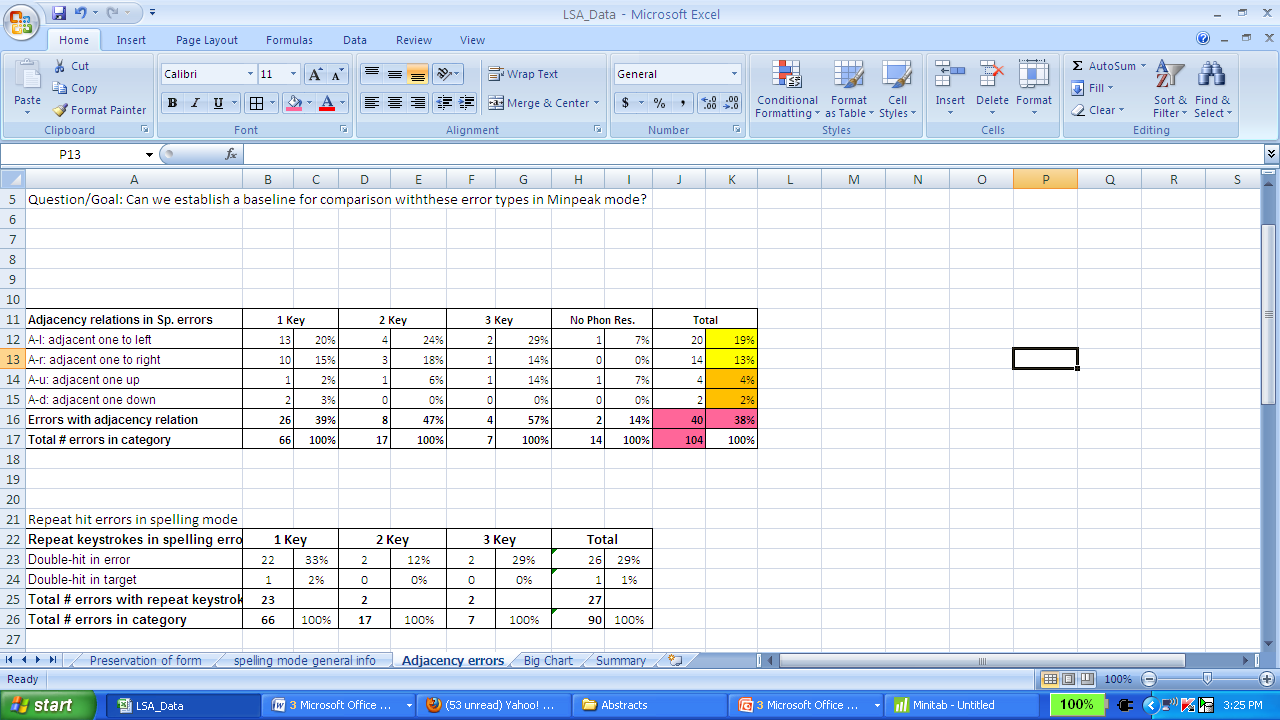 LSA_Data - Microsoft Excel
Home Insert Page Layout Formulas Data Review View
Paste Cut Copy Format Painter
Calibri 11 A A Wrap Text General AutoSum
B I U A Merge & Center $ % , .0 .00 .00 .0
Conditional Formatting Format as Table Cell Styles Insert Delete Format Fill Clear Sort & Filter Find & Select
Clipboard Font Alignment Number Styles Cells Editing
P13 fx
A B C D E F G H I J K L M N O P Q R S
5 Question/Goal: Can we establish a baseline for comparison withthese error types in Minpeak mode?
6
7
8
9
10
11 Adjacency relations in Sp. errors 1 Key 2 Key 3 Key No Phon Res. Total
12 A-l: adjacent one to left 13 20% 4 24% 2 29% 1 7% 20 19%
13 A-r: adjacent one to right 10 15% 3 18% 1 14% 0 0% 14 13%
14 A-u: adjacent one up 1 2% 1 6% 1 14% 1 7% 4 4%
15 A-d: adjacent one down 2 3% 0 0% 0 0% 0 0% 2 2%
16 Errors with adjacency relation 26 39% 8 47% 4 57% 2 14% 40 38%
17 Total # errors in category 66 100% 17 100% 7 100% 14 100% 104 100%
18
19
20
21 Repeat hit errors in spelling mode
22 Repeat keystrokes in spelling erro 1 Key 2 Key 3 Key Total
23 Double-hit in error 22 33% 2 12% 2 29% 26 29%
24 Double-hit in target 1 2% 0 0% 0 0% 1 1%
25 Total # errors with repeat keystrok 23 2 2 27
26 Total # errors in category 66 100% 17 100% 7 100% 90 100%
27
Preservation of form spelling mode general info Adjacency errors Big Chart Summary
Ready 100%
start LSA_Data 3 Microsoft Office ... (53 unread) Yahoo! ... Abstracts 3 Microsoft Office ... Minitab - Untitled 100% 3:25 PM